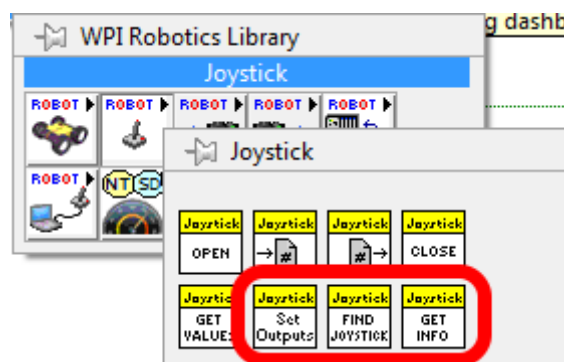 g dashb
WPI Robotics Library
Joystick
ROBOT ROBOT ROBOT ROBOT ROBOT
ROBOT NT SD
Joystick
Joystick Joystick Joystick Joystick
OPEN # # CLOSE
Joystick Joystick Joystick Joystick
GET Set FIND GET
VALUES Outputs JOYSTICK INFO